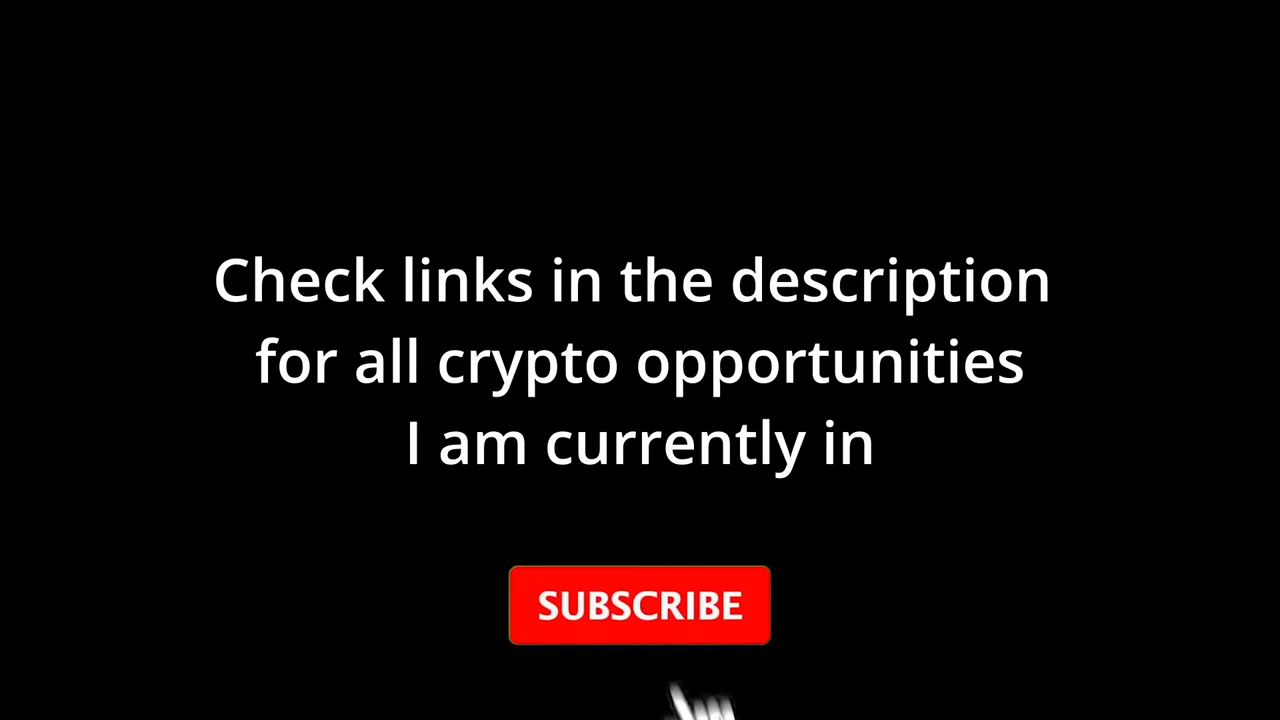 Check links in the description
for all crypto opportunities
I am currently in
SUBSCRIBE